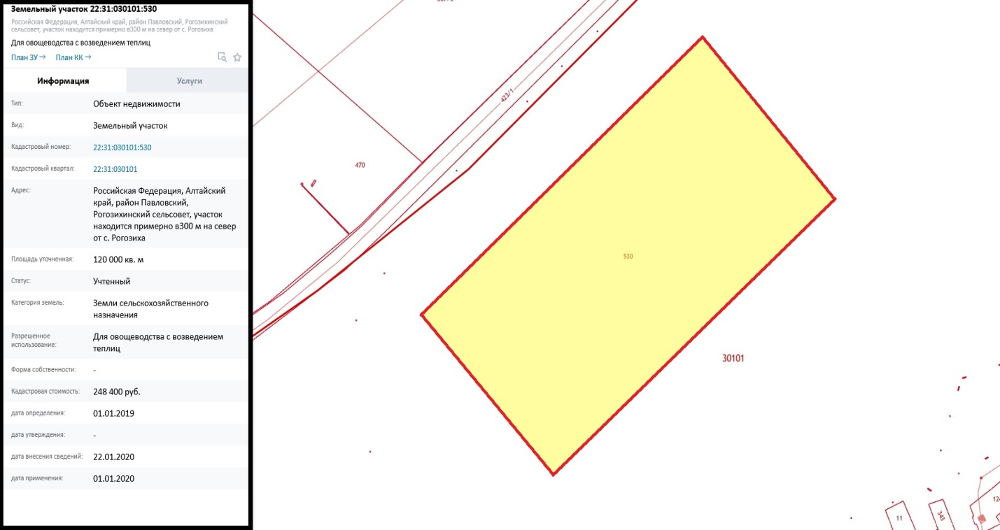 Земельный участок 22:31:030101:530
Российская Федерация, Алтайский край, район Павловский, Рогозихинский
сельсовет, участок находится примерно в300 м на север от с. Рогозиха
Для овощеводства с возведением теплиц
План ЗУ → План КК →
Информация Услуги
Тип: Объект недвижимости
Вид: Земельный участок
Кадастровый номер: 22:31:030101:530
Кадастровый квартал: 22:31:030101
Адрес: Российская Федерация, Алтайский
край, район Павловский,
Рогозихинский сельсовет, участок
находится примерно в300 м на север
от с. Рогозиха
Площадь уточненная: 120 000 кв. м
Статус: Учтенный
Категория земель: Земли сельскохозяйственного
назначения
Разрешенное
использование: Для овощеводства с возведением
теплиц
Форма собственности: -
Кадастровая стоимость: 248 400 руб.
дата определения: 01.01.2019
дата утверждения: -
дата внесения сведений: 22.01.2020
дата применения: 01.01.2020
423/1
470
530
30101
11
343